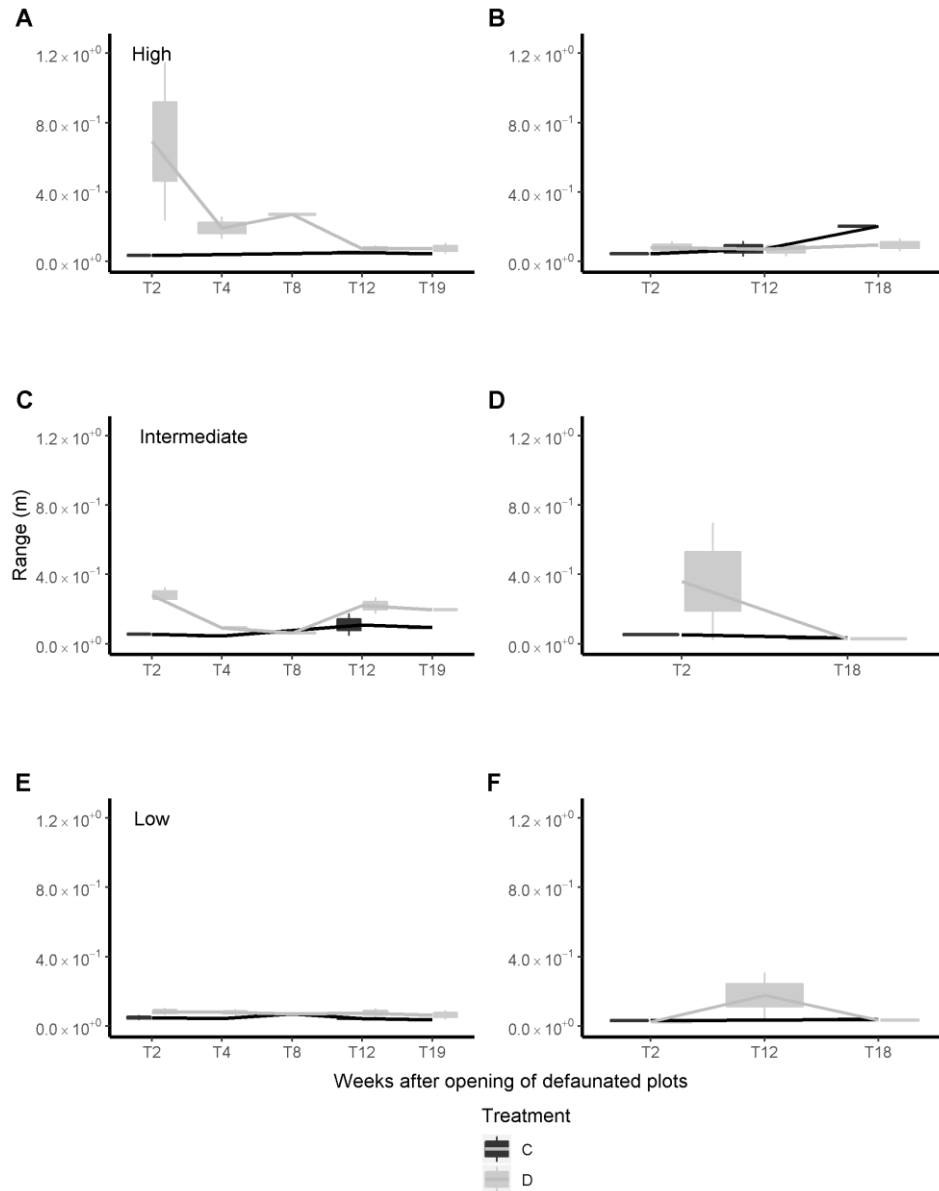 A
B
High
1.2 × 10⁺⁰
8.0 × 10⁻¹
4.0 × 10⁻¹
0.0 × 10⁺⁰
T2 T4 T8 T12 T19
1.2 × 10⁺⁰
8.0 × 10⁻¹
4.0 × 10⁻¹
0.0 × 10⁺⁰
T2 T12 T18
C
D
Intermediate
Range (m)
1.2 × 10⁺⁰
8.0 × 10⁻¹
4.0 × 10⁻¹
0.0 × 10⁺⁰
T2 T4 T8 T12 T19
1.2 × 10⁺⁰
8.0 × 10⁻¹
4.0 × 10⁻¹
0.0 × 10⁺⁰
T2 T18
E
F
Low
1.2 × 10⁺⁰
8.0 × 10⁻¹
4.0 × 10⁻¹
0.0 × 10⁺⁰
T2 T4 T8 T12 T19
1.2 × 10⁺⁰
8.0 × 10⁻¹
4.0 × 10⁻¹
0.0 × 10⁺⁰
T2 T12 T18
Weeks after opening of defaunated plots
Treatment
C
D